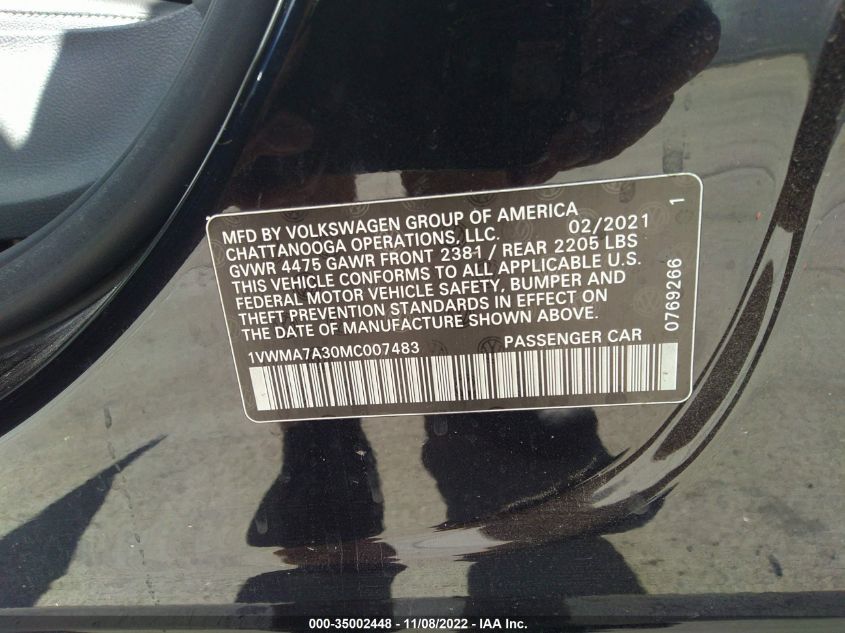 MFD BY VOLKSWAGEN GROUP OF AMERICA
CHATTANOOGA OPERATIONS, LLC. 02/2021 1
GVWR 4475 GAWR FRONT 2381 / REAR 2205 LBS
THIS VEHICLE CONFORMS TO ALL APPLICABLE U.S.
FEDERAL MOTOR VEHICLE SAFETY, BUMPER AND
THEFT PREVENTION STANDARDS IN EFFECT ON
THE DATE OF MANUFACTURE SHOWN ABOVE.
0769266
1VWMA7A30MC007483 PASSENGER CAR
000-35002448 - 11/08/2022 - IAA Inc.